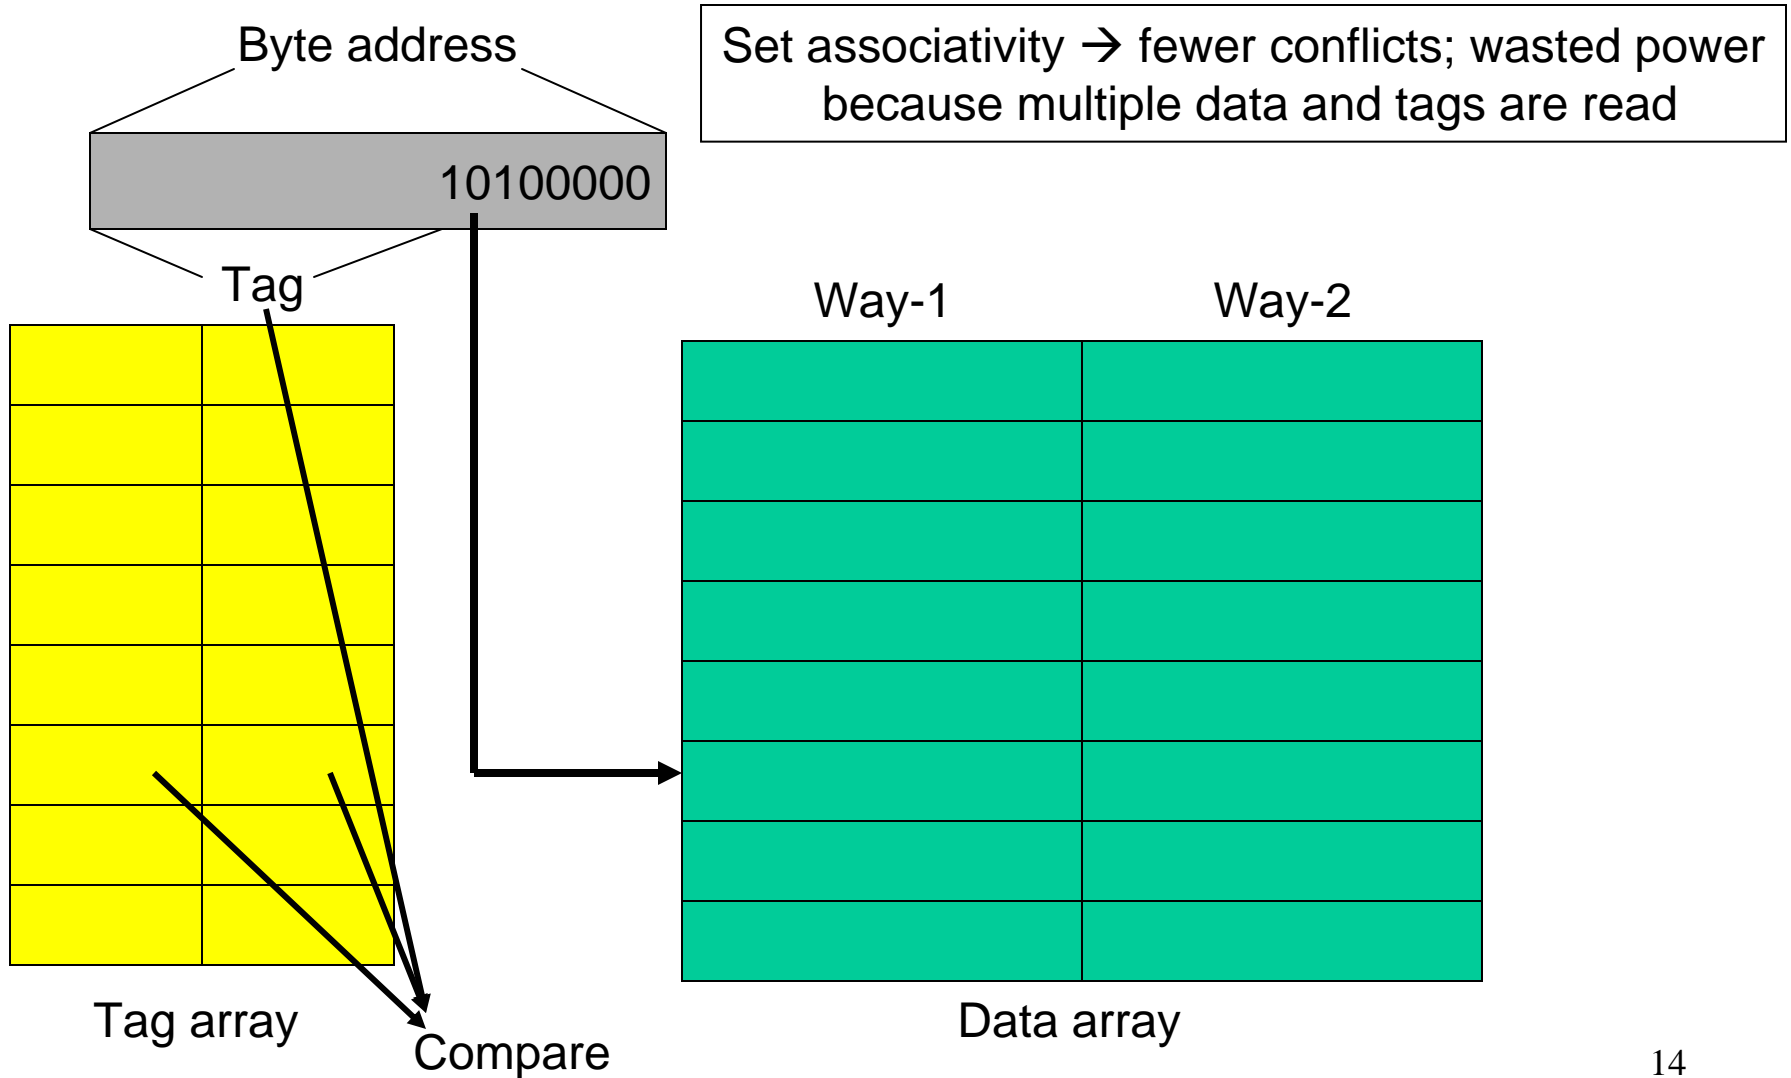 Byte address
Set associativity → fewer conflicts; wasted power
because multiple data and tags are read
10100000
Tag
Way-1
Way-2
Tag array
Data array
Compare
14